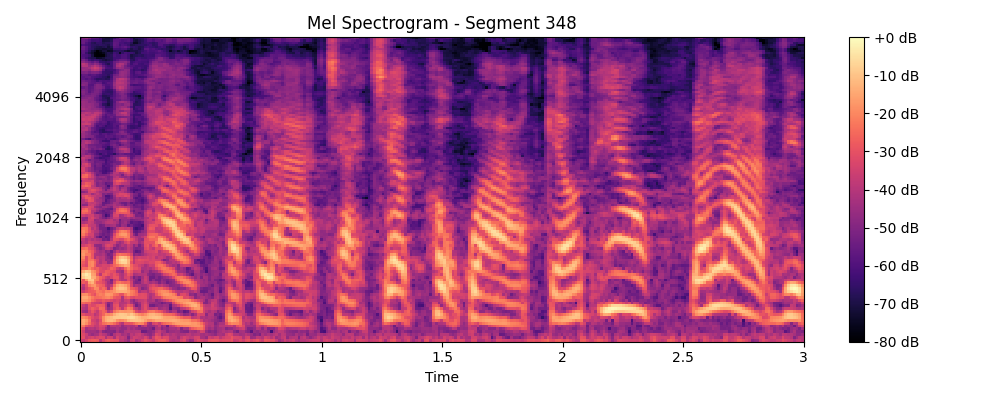 Mel Spectrogram - Segment 348
+0 dB
-10 dB
-20 dB
-30 dB
-40 dB
-50 dB
-60 dB
-70 dB
-80 dB
4096
2048
1024
512
0
Frequency
0
0.5
1
1.5
2
2.5
3
Time